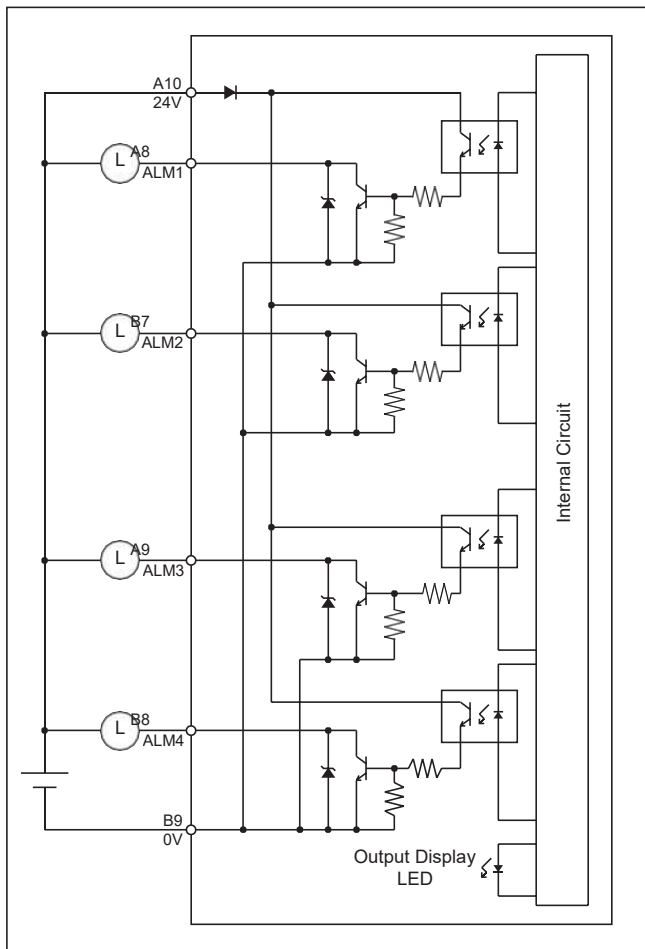 A10
24V
L A8
ALM1
L B7
ALM2
L A9
ALM3
L B8
ALM4
B9
0V
Output Display
LED
Internal Circuit